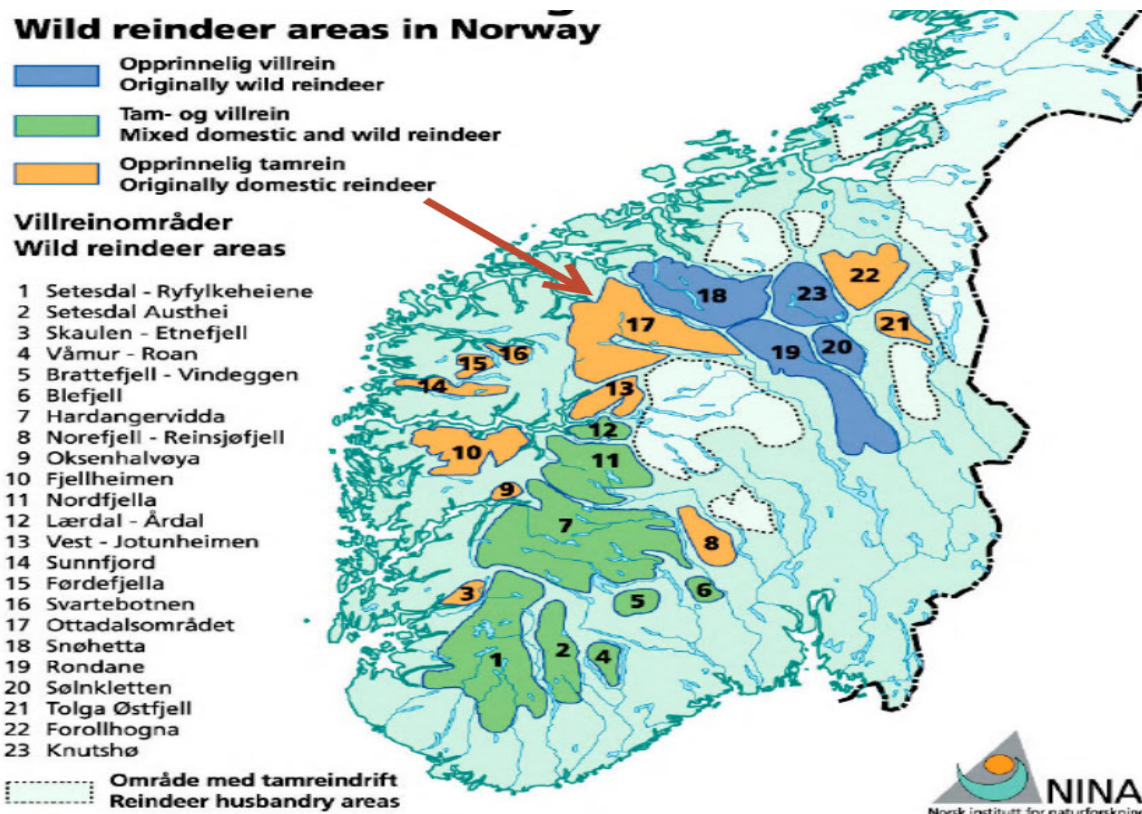 Wild reindeer areas in Norway
Opprinnelig villrein
Originally wild reindeer
Tam- og villrein
Mixed domestic and wild reindeer
Opprinnelig tamrein
Originally domestic reindeer
Villreinområder
Wild reindeer areas
1 Setesdal - Ryfylkeheiene
2 Setesdal Austhei
3 Skaulen - Etnefjell
4 Våmur - Roan
5 Brattefjell - Vindeggen
6 Blefjell
7 Hardangervidda
8 Norefjell - Reinsjøfjell
9 Oksenhalvøya
10 Fjellheimen
11 Nordfjella
12 Lærdal - Årdal
13 Vest - Jotunheimen
14 Sunnfjord
15 Førdefjella
16 Svartebotnen
17 Ottadalsområdet
18 Snøhetta
19 Rondane
20 Sølnkletten
21 Tolga Østfjell
22 Forollhogna
23 Knutshø
Område med tamreindrift
Reindeer husbandry areas
22
18
23
17
21
19
20
16
15
14
13
12
10
11
9
7
8
6
5
3
2
4
1
NINA
Norsk institutt for naturforskning